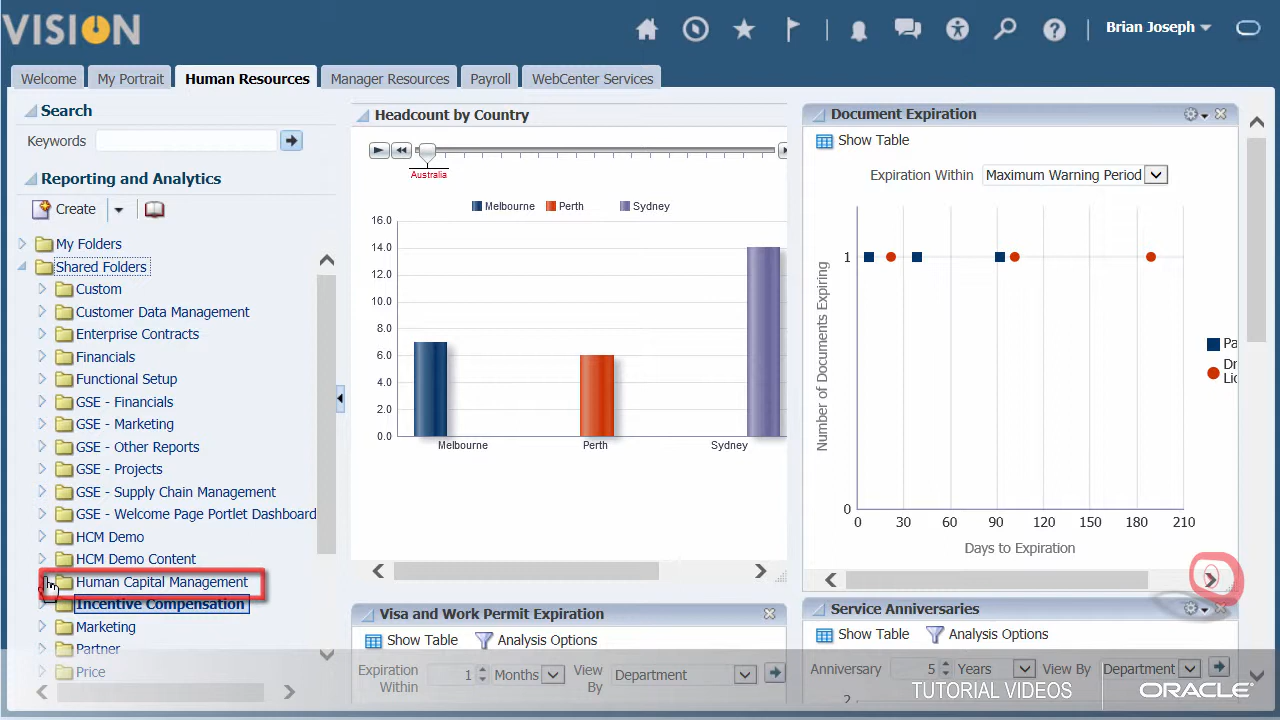 VISION
Brian Joseph
Welcome
My Portrait
Human Resources
Manager Resources
Payroll
WebCenter Services
Search
Keywords
Reporting and Analytics
Create
My Folders
Shared Folders
Custom
Customer Data Management
Enterprise Contracts
Financials
Functional Setup
GSE - Financials
GSE - Marketing
GSE - Other Reports
GSE - Projects
GSE - Supply Chain Management
GSE - Welcome Page Portlet Dashboard
HCM Demo
HCM Demo Content
Human Capital Management
Incentive Compensation
Marketing
Partner
Price
Headcount by Country
Australia
Melbourne Perth Sydney
16.0
14.0
12.0
10.0
8.0
6.0
4.0
2.0
0.0
Melbourne Perth Sydney
Visa and Work Permit Expiration
Show Table Analysis Options
Expiration Within 1 Months View By Department
Document Expiration
Show Table
Expiration Within Maximum Warning Period
Number of Documents Expiring
1
0
0 30 60 90 120 150 180 210
Days to Expiration
Pa
Dr
Lic
Service Anniversaries
Show Table Analysis Options
Anniversary 5 Years View By Department
2
TUTORIAL VIDEOS
ORACLE